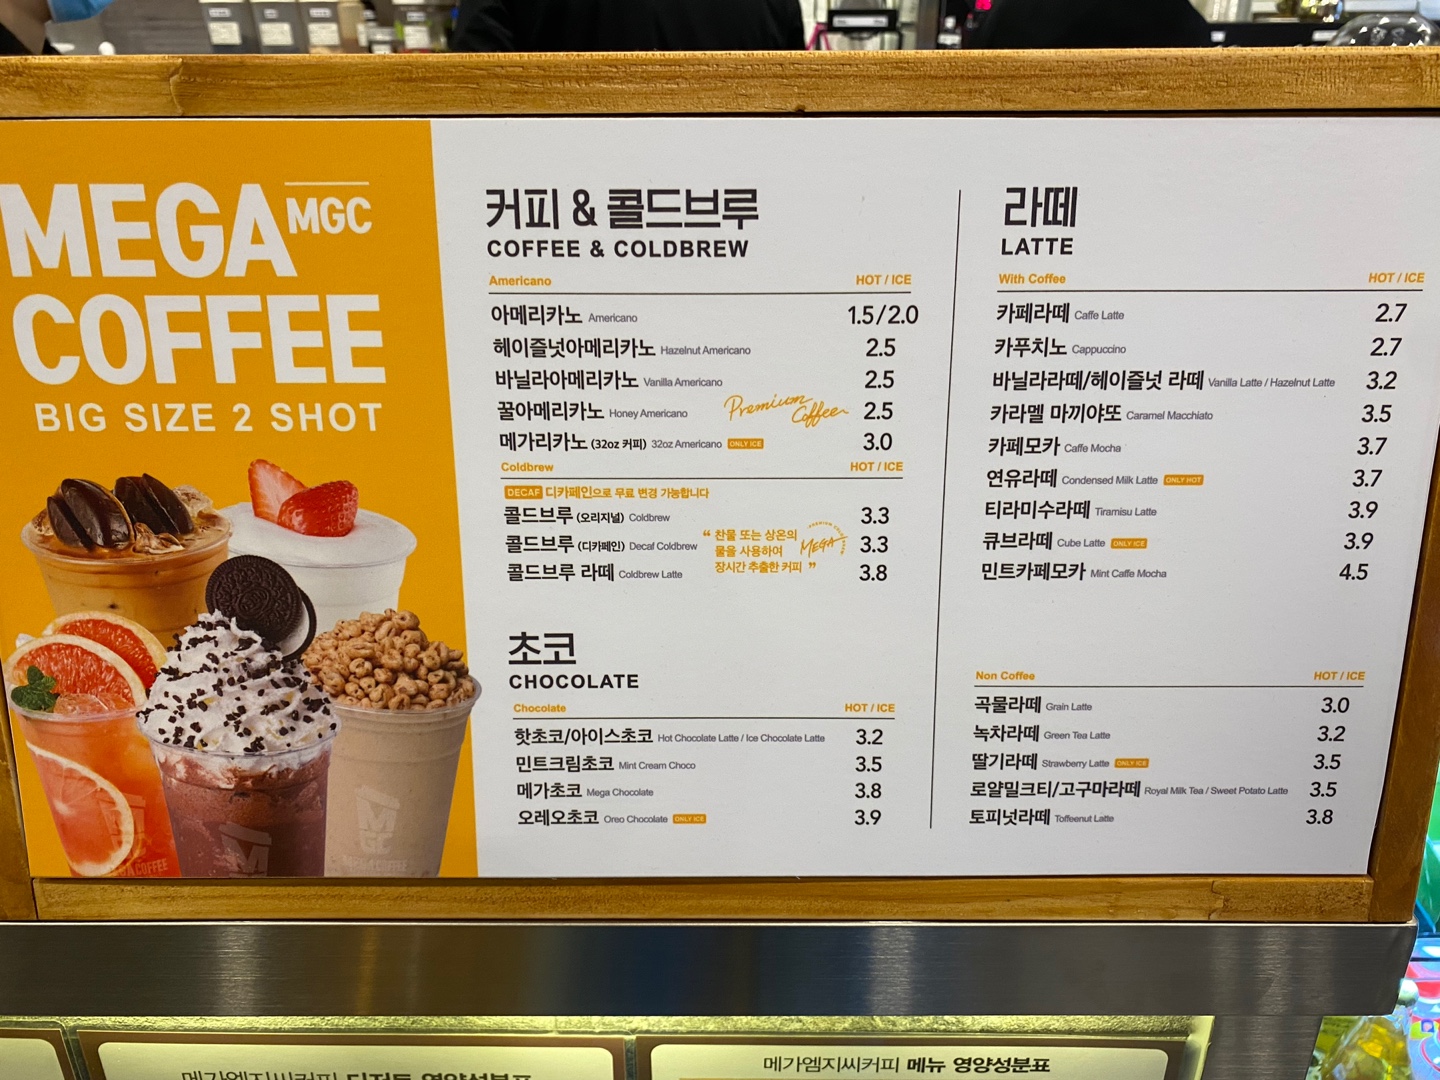 MEGA MGC
COFFEE
BIG SIZE 2 SHOT
커피 & 콜드브루
COFFEE & COLDBREW
Americano HOT / ICE
아메리카노 Americano 1.5/2.0
헤이즐넛아메리카노 Hazelnut Americano 2.5
바닐라아메리카노 Vanilla Americano 2.5
꿀아메리카노 Honey Americano 2.5
Premium
Coffee
메가리카노 (32oz 커피) 32oz Americano ONLY ICE 3.0
Coldbrew HOT / ICE
DECAF 디카페인으로 무료 변경 가능합니다
콜드브루 (오리지널) Coldbrew 3.3
콜드브루 (디카페인) Decaf Coldbrew 3.3
콜드브루 라떼 Coldbrew Latte 3.8
“ 찬물 또는 상온의
물을 사용하여
장시간 추출한 커피 ”
MEGA
초코
CHOCOLATE
Chocolate HOT / ICE
핫초코/아이스초코 Hot Chocolate Latte / Ice Chocolate Latte 3.2
민트크림초코 Mint Cream Choco 3.5
메가초코 Mega Chocolate 3.8
오레오초코 Oreo Chocolate ONLY ICE 3.9
라떼
LATTE
With Coffee HOT / ICE
카페라떼 Caffe Latte 2.7
카푸치노 Cappuccino 2.7
바닐라라떼/헤이즐넛 라떼 Vanilla Latte / Hazelnut Latte 3.2
카라멜 마끼야또 Caramel Macchiato 3.5
카페모카 Caffe Mocha 3.7
연유라떼 Condensed Milk Latte ONLY HOT 3.7
티라미수라떼 Tiramisu Latte 3.9
큐브라떼 Cube Latte ONLY ICE 3.9
민트카페모카 Mint Caffe Mocha 4.5
Non Coffee HOT / ICE
곡물라떼 Grain Latte 3.0
녹차라떼 Green Tea Latte 3.2
딸기라떼 Strawberry Latte ONLY ICE 3.5
로얄밀크티/고구마라떼 Royal Milk Tea / Sweet Potato Latte 3.5
토피넛라떼 Toffeenut Latte 3.8
메가엠지씨커피 디저트 영양성분표
메가엠지씨커피 메뉴 영양성분표